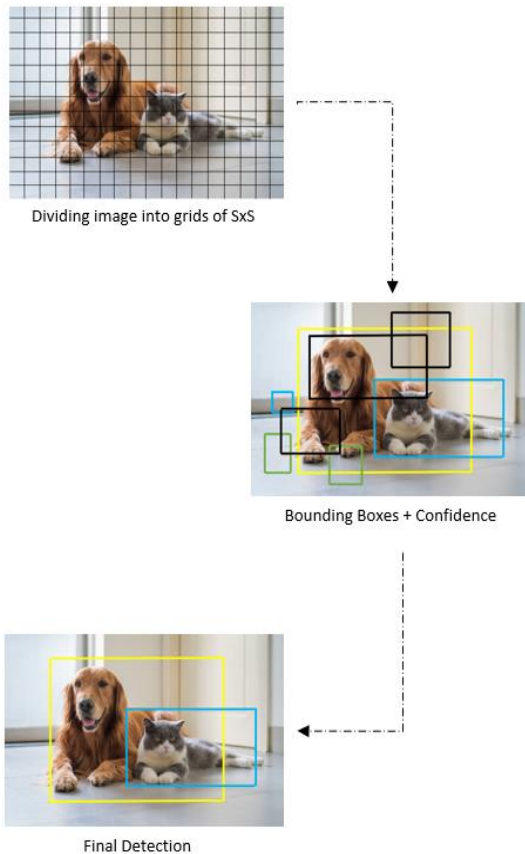 Dividing image into grids of SxS
Bounding Boxes + Confidence
Final Detection